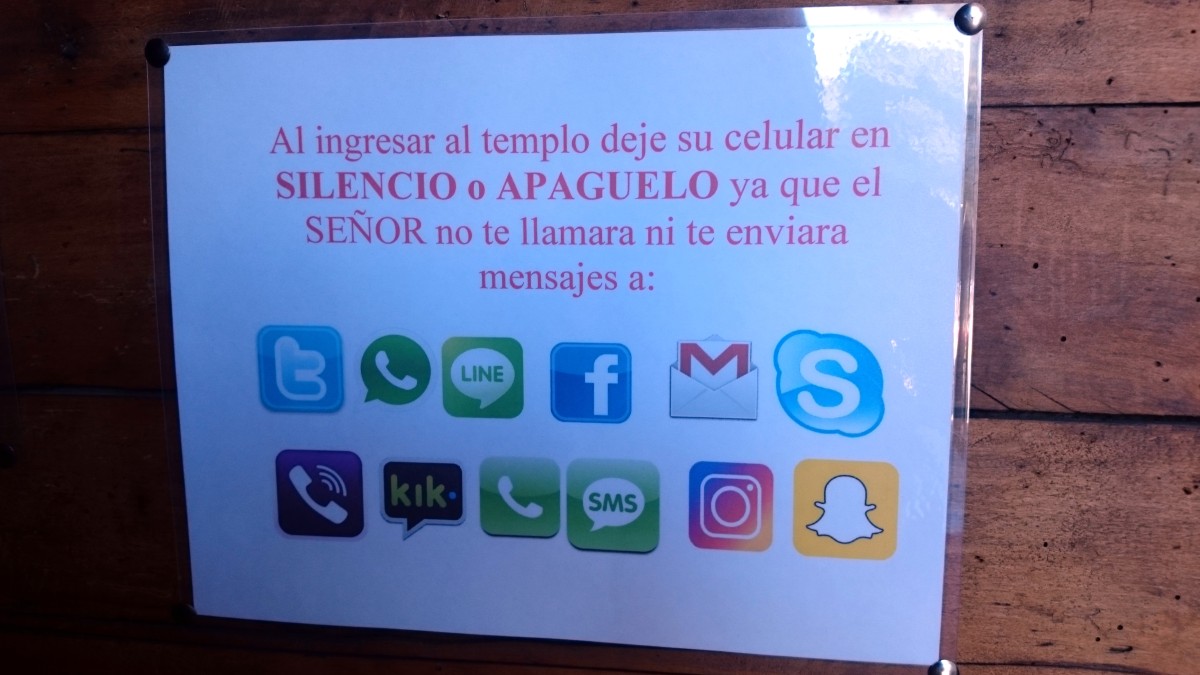 Al ingresar al templo deje su celular en
SILENCIO o APAGUELO ya que el
SEÑOR no te llamara ni te enviara
mensajes a:
LINE
kik
SMS